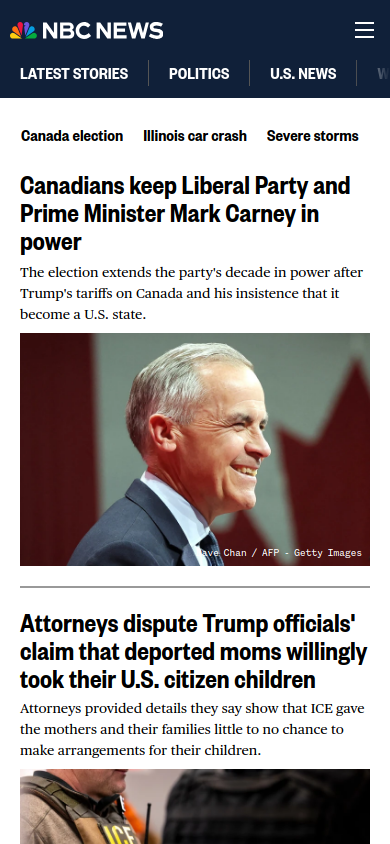 NBC NEWS
LATEST STORIES
POLITICS
U.S. NEWS
Canada election
Illinois car crash
Severe storms
Canadians keep Liberal Party and
Prime Minister Mark Carney in
power
The election extends the party's decade in power after
Trump's tariffs on Canada and his insistence that it
become a U.S. state.
Chan / AFP - Getty Images
Attorneys dispute Trump officials'
claim that deported moms willingly
took their U.S. citizen children
Attorneys provided details they say show that ICE gave
the mothers and their families little to no chance to
make arrangements for their children.
ICE